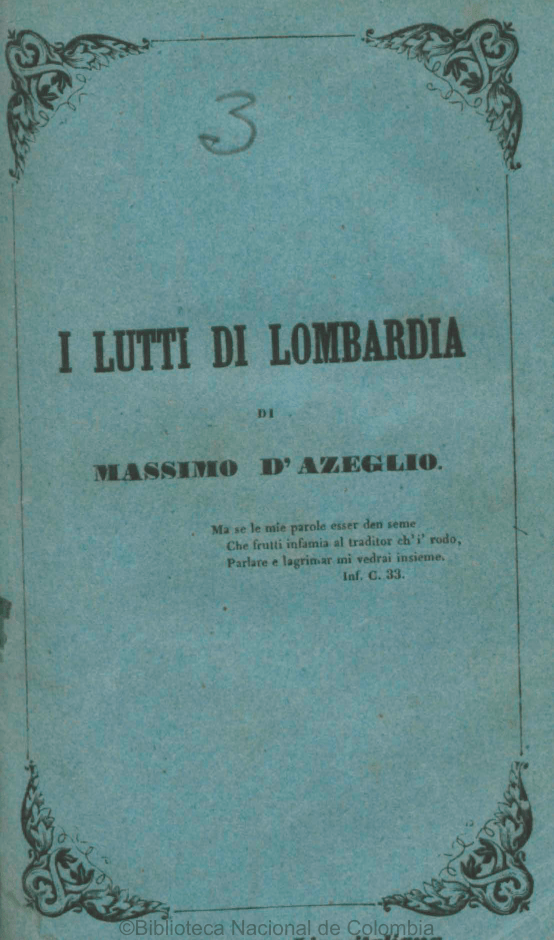 3
I LUTTI DI LOMBARDIA
DI
MASSIMO D'AZEGLIO.
Ma se le mie parole esser den seme
Che frutti infamia al traditor ch'i' rodo,
Parlare e lagrimar mi vedrai insieme.
Inf. C. 33.
©Biblioteca Nacional de Colombia